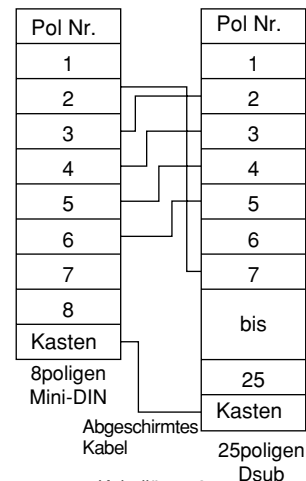 Pol Nr.
1
2
3
4
5
6
7
8
Kasten
8poligen
Mini-DIN
Abgeschirmtes
Kabel
Pol Nr.
1
2
3
4
5
6
7
bis
25
Kasten
25poligen
Dsub